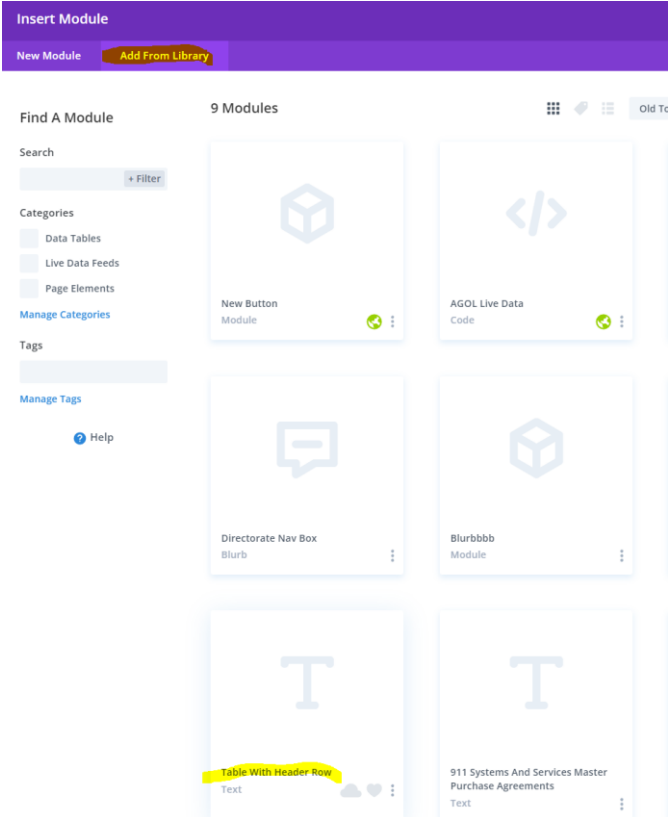 Insert Module
New Module
Add From Library
Find A Module
Search
+ Filter
Categories
Data Tables
Live Data Feeds
Page Elements
Manage Categories
Tags
Manage Tags
? Help
9 Modules
Old To
New Button
Module
AGOL Live Data
Code
Directorate Nav Box
Blurb
Blurbbbb
Module
Table With Header Row
Text
911 Systems And Services Master
Purchase Agreements
Text